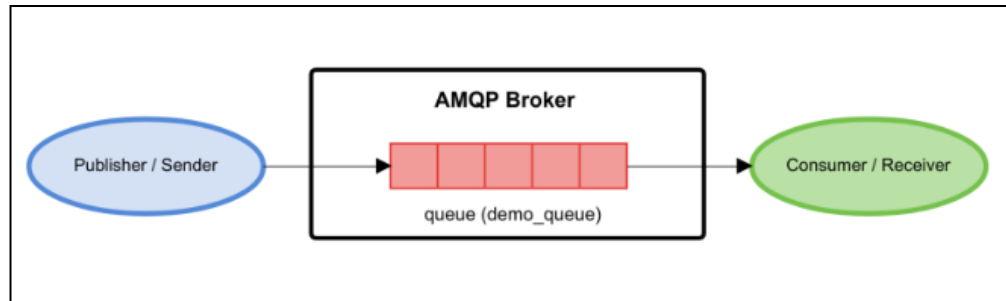 AMQP Broker
Publisher / Sender
Consumer / Receiver
queue (demo_queue)